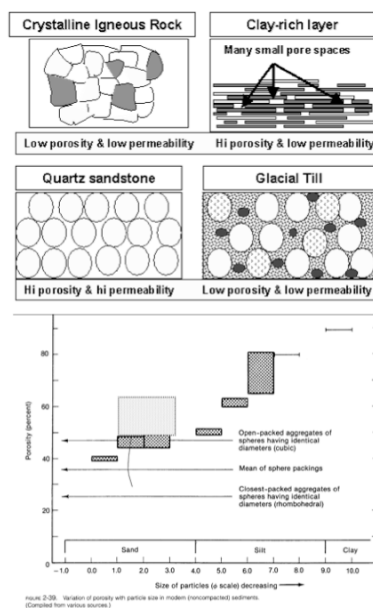 Crystalline Igneous Rock
Low porosity & low permeability
Clay-rich layer
Many small pore spaces
Hi porosity & low permeability
Quartz sandstone
Hi porosity & hi permeability
Glacial Till
Low porosity & low permeability
Porosity (percent)
80
60
40
20
0
Open-packed aggregates of
spheres having identical
diameters (cubic)
Mean of sphere packings
Closest-packed aggregates of
spheres having identical
diameters (rhombohedral)
Sand
Silt
Clay
-1.0 0 1.0 2.0 3.0 4.0 5.0 6.0 7.0 8.0 9.0 10.0
Size of particles (ϕ scale) decreasing
2-39. Variation of porosity with particle size in modern (noncompacted) sediments.
(Compiled from various sources.)